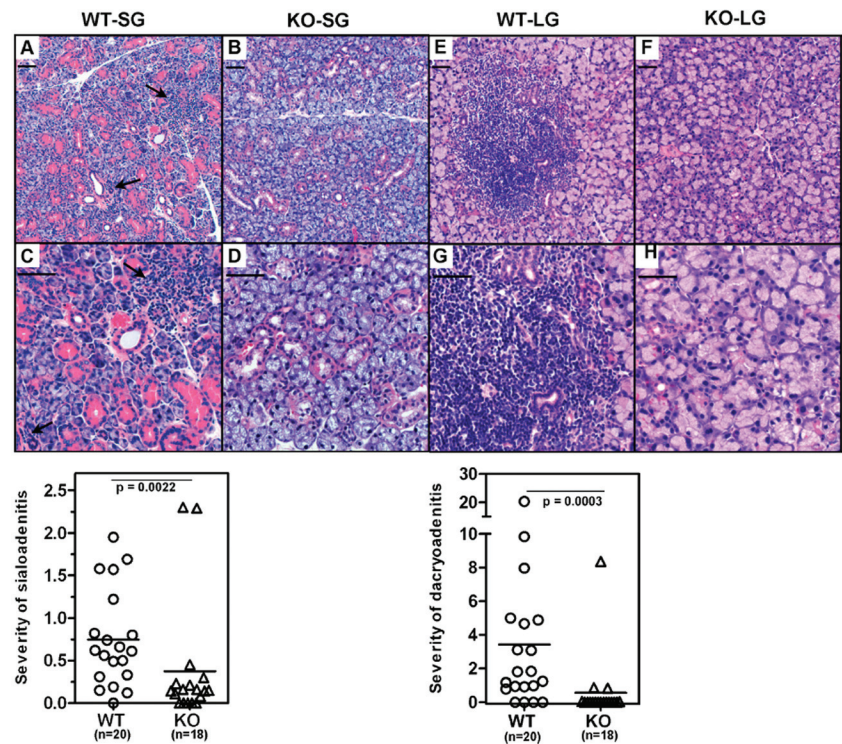 WT-SG KO-SG WT-LG KO-LG
A B E F
C D G H
Severity of sialoadenitis
2.5
2.0
1.5
1.0
0.5
0.0
p = 0.0022
WT KO
(n=20) (n=18)
Severity of dacryoadenitis
30
20
10
8
6
4
2
0
p = 0.0003
WT KO
(n=20) (n=18)